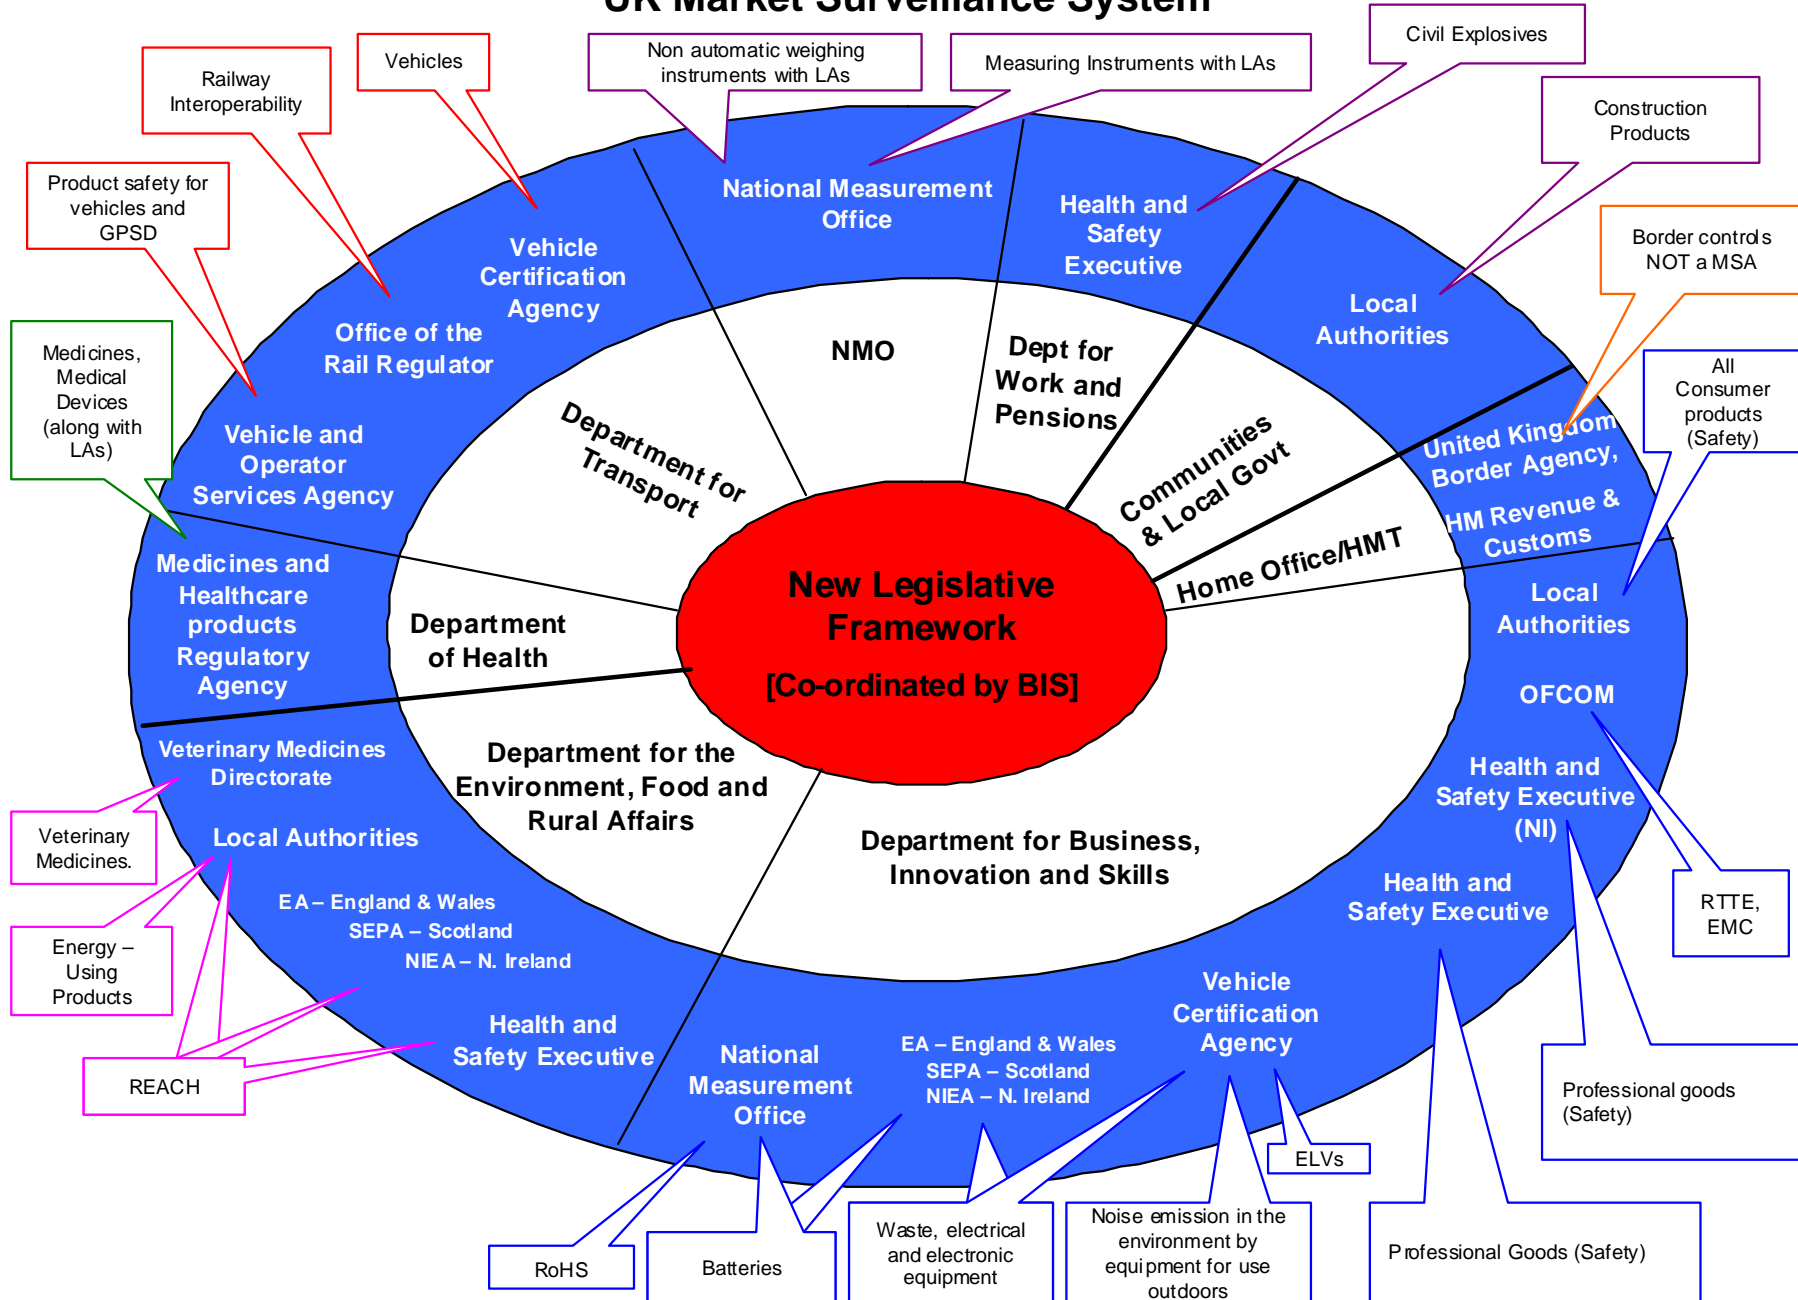 UK Market Surveillance System
Vehicles
Non automatic weighing
instruments with LAs
Measuring Instruments with LAs
Civil Explosives
Railway
Interoperability
Construction
Products
Product safety for
vehicles and
GPSD
Border controls
NOT a MSA
Medicines,
Medical
Devices
(along with
LAs)
All
Consumer
products
(Safety)
National Measurement
Office
Health and
Safety
Executive
Vehicle
Certification
Agency
Local
Authorities
Office of the
Rail Regulator
Vehicle and
Operator
Services Agency
United Kingdom
Border Agency,
HM Revenue &
Customs
Medicines and
Healthcare
products
Regulatory
Agency
Local
Authorities
NMO
Dept for
Work and
Pensions
Department for
Transport
Communities
& Local Govt
Home Office/HMT
Department
of Health
New Legislative
Framework
[Co-ordinated by BIS]
Department for the
Environment, Food and
Rural Affairs
Department for Business,
Innovation and Skills
OFCOM
Health and
Safety Executive
(NI)
Health and
Safety Executive
Veterinary Medicines
Directorate
Local Authorities
EA – England & Wales
SEPA – Scotland
NIEA – N. Ireland
Health and
Safety Executive
National
Measurement
Office
EA – England & Wales
SEPA – Scotland
NIEA – N. Ireland
Vehicle
Certification
Agency
Veterinary
Medicines.
Energy –
Using
Products
REACH
RTTE,
EMC
Professional goods
(Safety)
ELVs
RoHS
Batteries
Waste, electrical
and electronic
equipment
Noise emission in the
environment by
equipment for use
outdoors
Professional Goods (Safety)